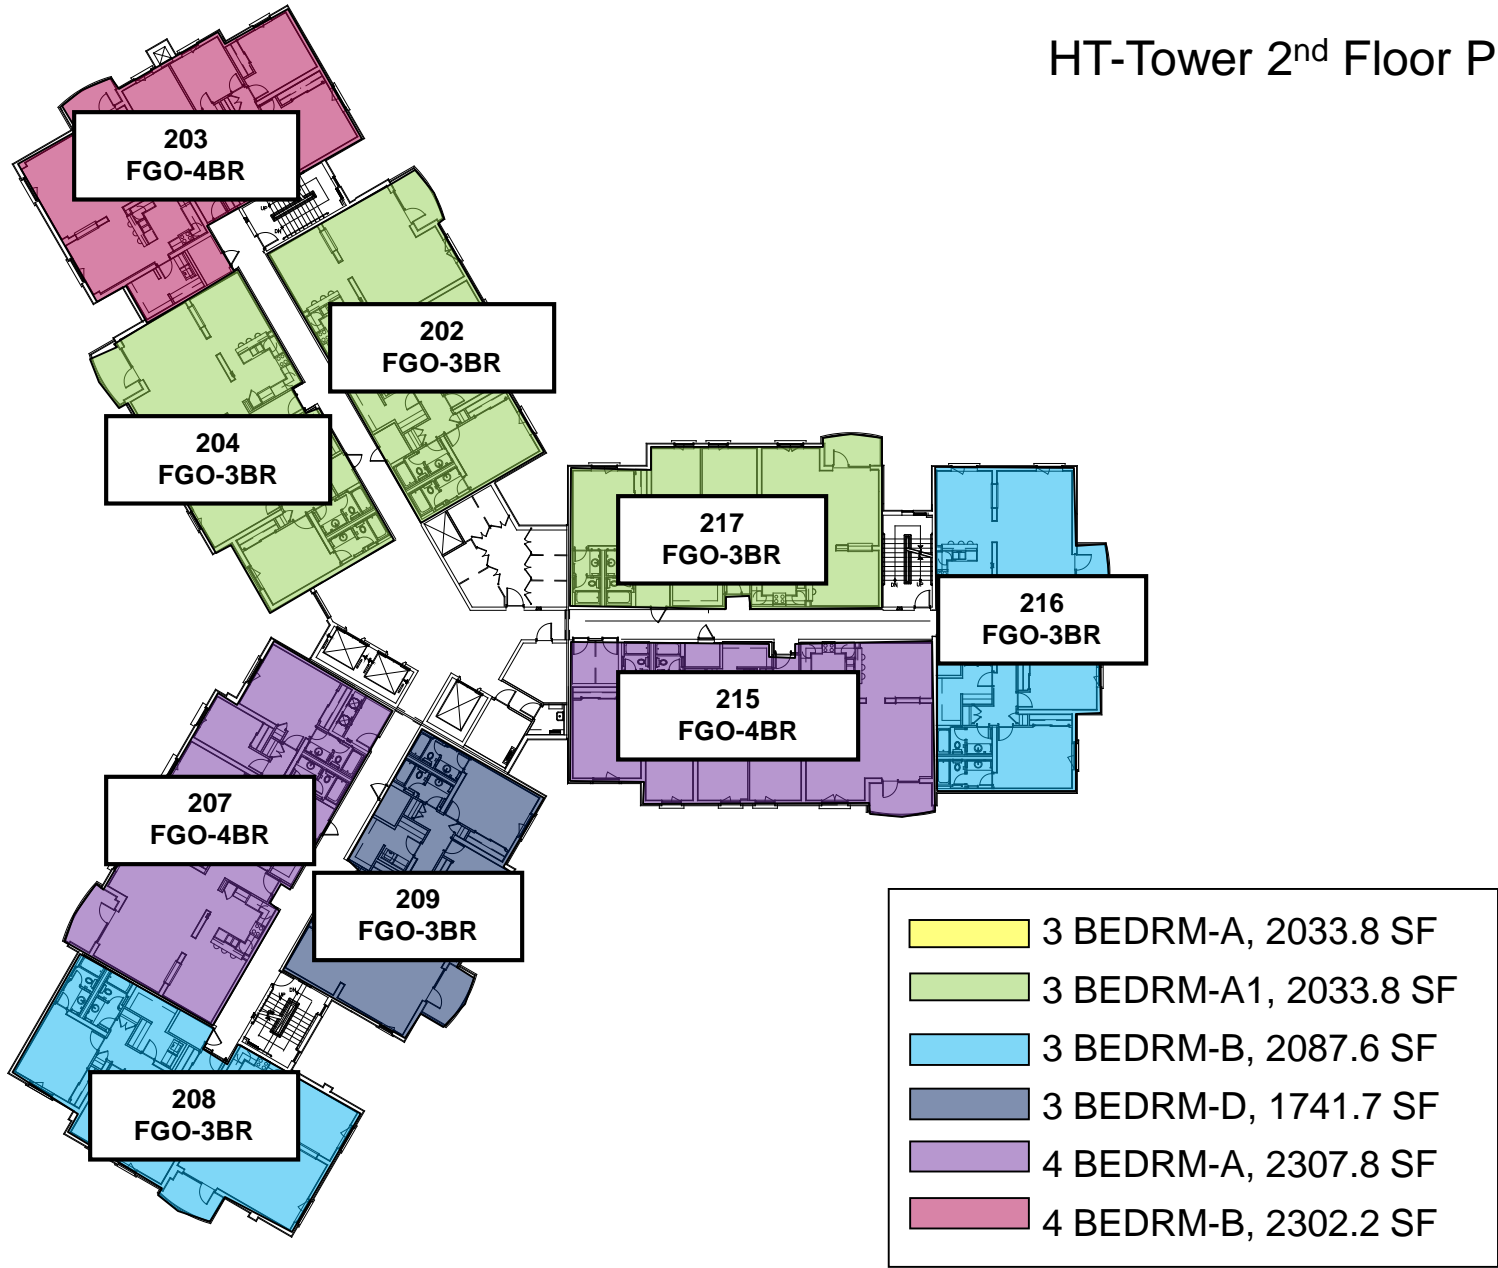 HT-Tower 2nd Floor P
203
FGO-4BR
202
FGO-3BR
204
FGO-3BR
217
FGO-3BR
216
FGO-3BR
215
FGO-4BR
207
FGO-4BR
209
FGO-3BR
208
FGO-3BR
3 BEDRM-A, 2033.8 SF
3 BEDRM-A1, 2033.8 SF
3 BEDRM-B, 2087.6 SF
3 BEDRM-D, 1741.7 SF
4 BEDRM-A, 2307.8 SF
4 BEDRM-B, 2302.2 SF